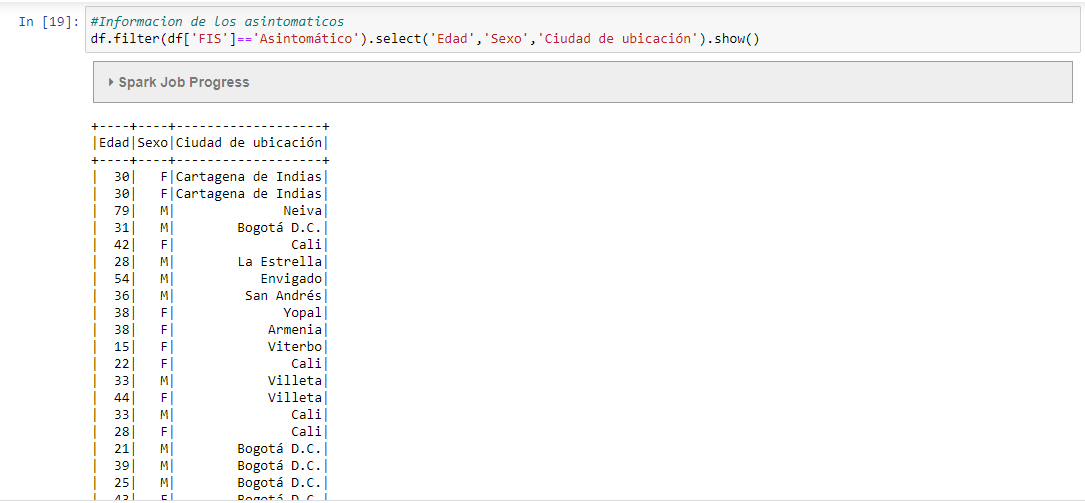 In [19]: #Informacion de los asintomaticos
df.filter(df['FIS']=='Asintomático').select('Edad','Sexo','Ciudad de ubicación').show()
Spark Job Progress
+----+----+-------------------+
|Edad|Sexo|Ciudad de ubicación|
+----+----+-------------------+
|  30|   F|Cartagena de Indias|
|  30|   F|Cartagena de Indias|
|  79|   M|              Neiva|
|  31|   M|        Bogotá D.C.|
|  42|   F|               Cali|
|  28|   M|        La Estrella|
|  54|   M|           Envigado|
|  36|   M|         San Andrés|
|  38|   F|              Yopal|
|  38|   F|            Armenia|
|  15|   F|            Viterbo|
|  22|   F|               Cali|
|  33|   M|            Villeta|
|  44|   F|            Villeta|
|  33|   M|               Cali|
|  28|   F|               Cali|
|  21|   M|        Bogotá D.C.|
|  39|   M|        Bogotá D.C.|
|  25|   M|        Bogotá D.C.|
|  43|   F|        Bogotá D.C.|